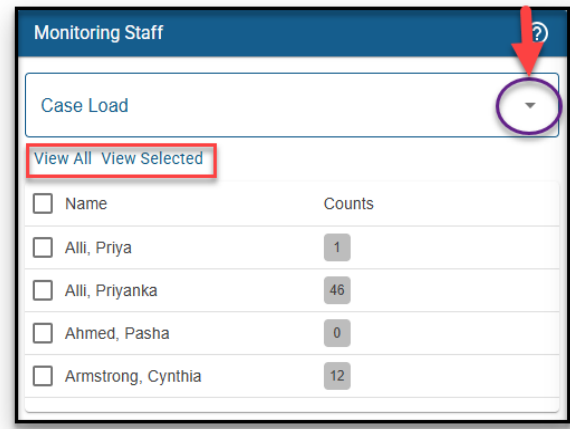 Monitoring Staff ?
Case Load
View All View Selected
Name Counts
Alli, Priya 1
Alli, Priyanka 46
Ahmed, Pasha 0
Armstrong, Cynthia 12